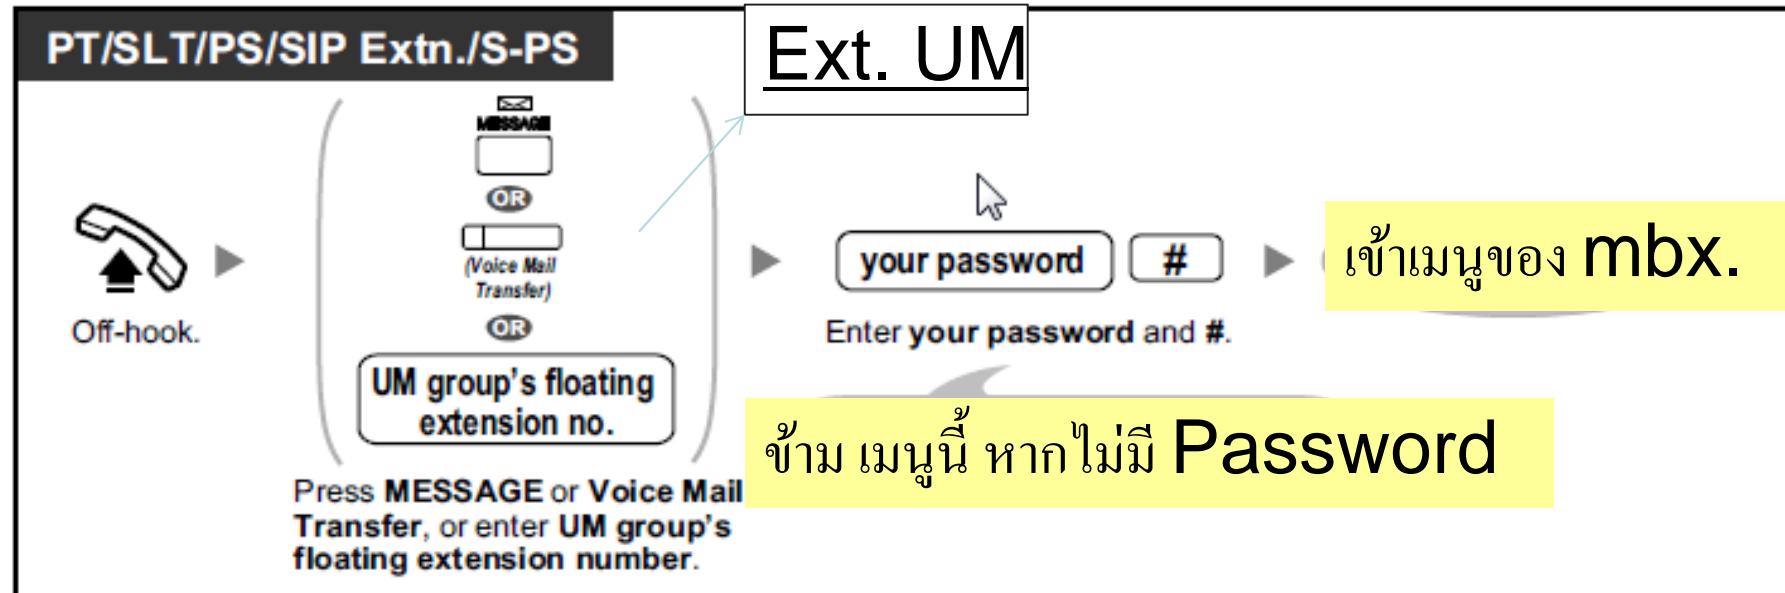 PT/SLT/PS/SIP Extn./S-PS
Ext. UM
MESSAGE
OR
(Voice Mail
Transfer)
OR
UM group's floating
extension no.
Off-hook.
Press MESSAGE or Voice Mail
Transfer, or enter UM group's
floating extension number.
your password #
Enter your password and #.
เข้าเมนูของ mbx.
ข้าม เมนูนี้ หากไม่มี Password